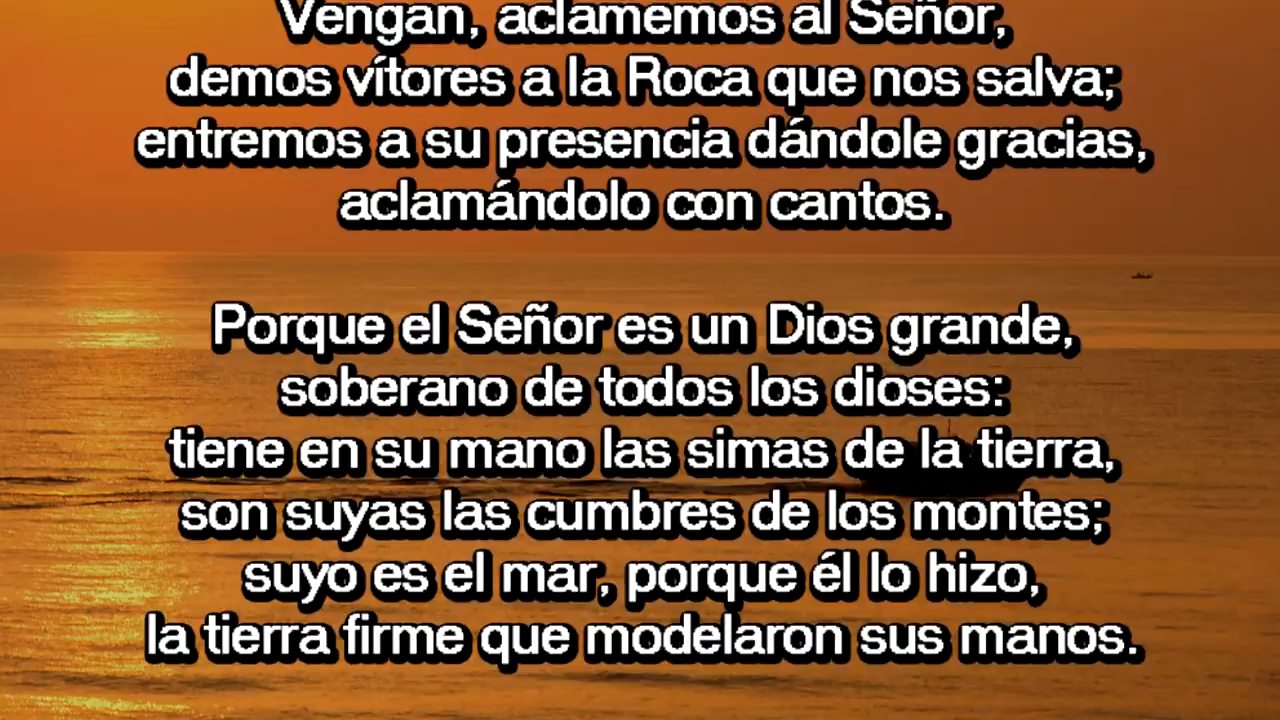 Vengan, aclamemos al Señor,
demos vítores a la Roca que nos salva;
entremos a su presencia dándole gracias,
aclamándolo con cantos.
Porque el Señor es un Dios grande,
soberano de todos los dioses:
tiene en su mano las simas de la tierra,
son suyas las cumbres de los montes;
suyo es el mar, porque él lo hizo,
la tierra firme que modelaron sus manos.